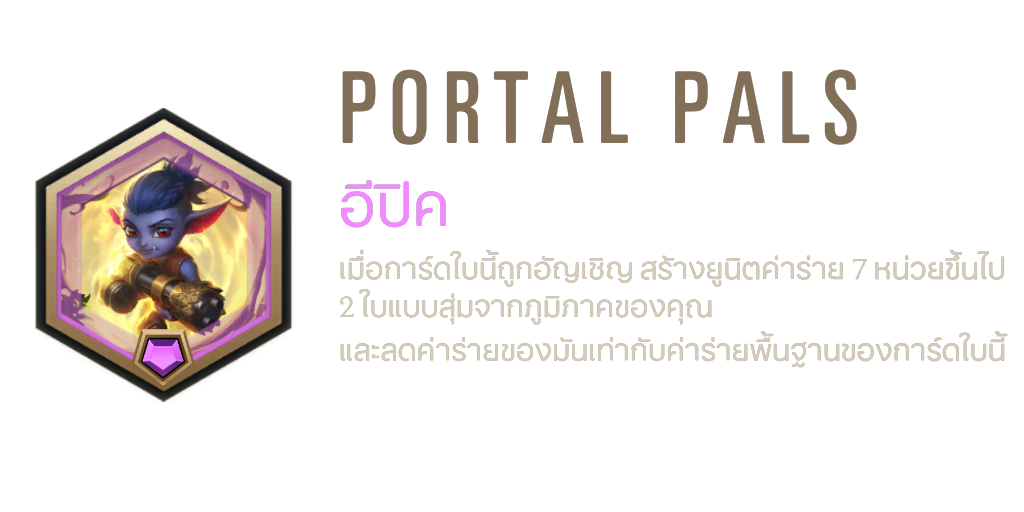 PORTAL PALS
อีปิค
เมื่อการ์ดใบนี้ถูกอัญเชิญ สร้างยูนิตค่าร่าย 7 หน่วยขึ้นไป
2 ใบแบบสุ่มจากภูมิภาคของคุณ
และลดค่าร่ายของมันเท่ากับค่าร่ายพื้นฐานของการ์ดใบนี้